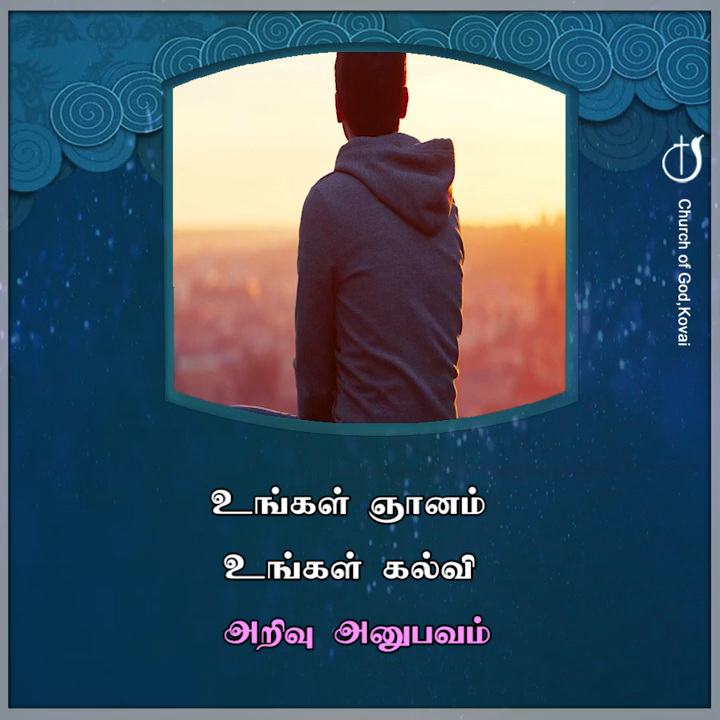 Church of God,Kovai
உங்கள் ஞானம்
உங்கள் கல்வி
அறிவு அனுபவம்